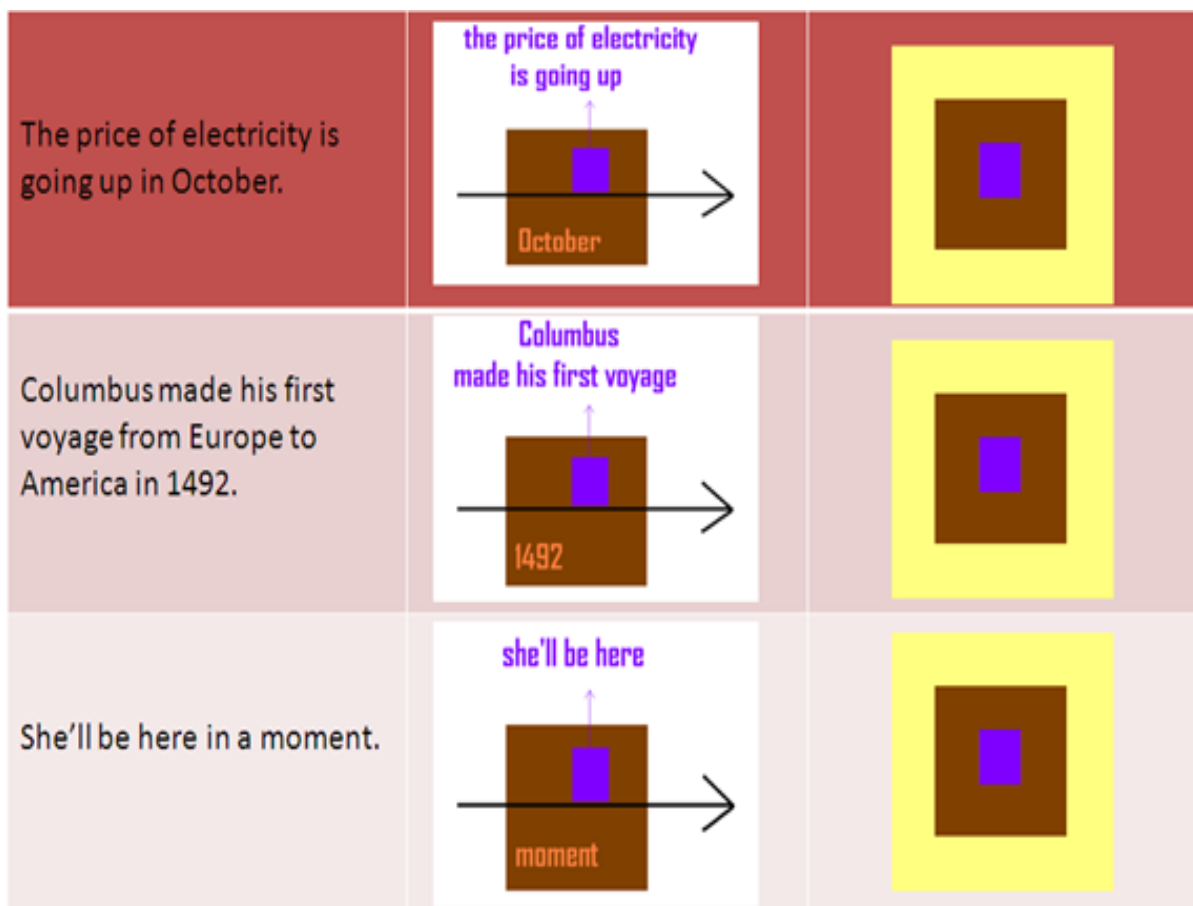 The price of electricity is
going up in October.
the price of electricity
is going up
October
Columbus made his first
voyage from Europe to
America in 1492.
Columbus
made his first voyage
1492
She'll be here in a moment.
she'll be here
moment